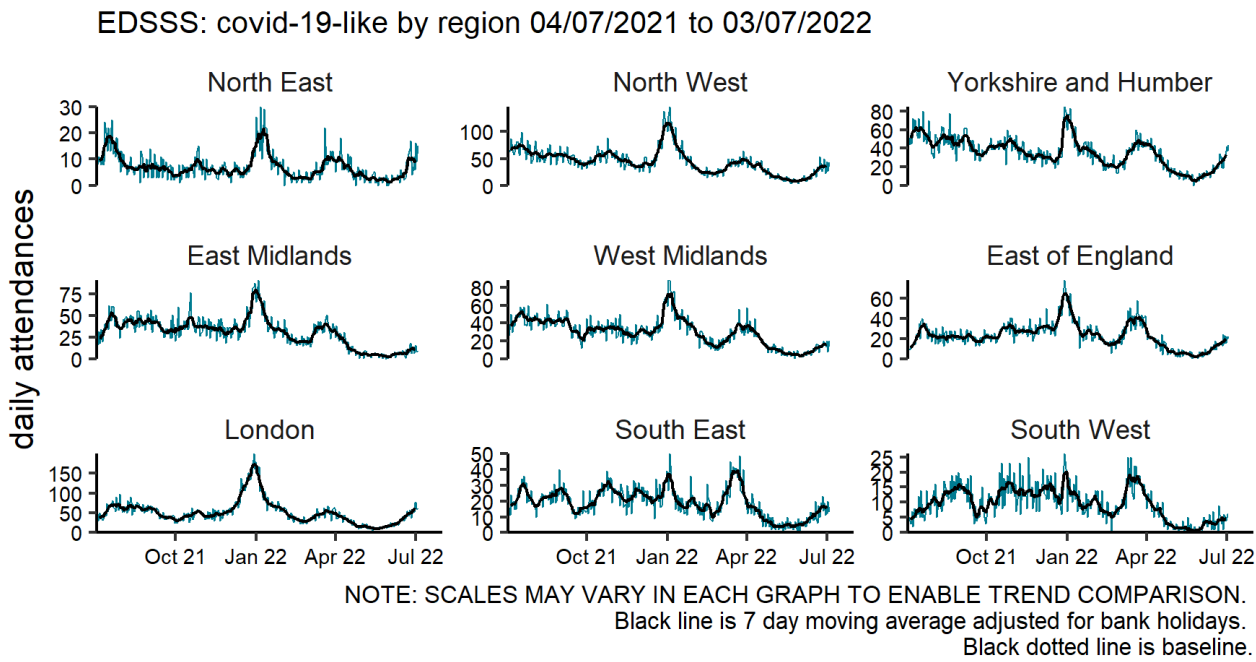 EDSSS: covid-19-like by region 04/07/2021 to 03/07/2022
daily attendances
North East
30
20
10
0
North West
100
50
0
Yorkshire and Humber
80
60
40
20
0
East Midlands
75
50
25
0
West Midlands
80
60
40
20
0
East of England
60
40
20
0
London
150
100
50
0
Oct 21 Jan 22 Apr 22 Jul 22
South East
50
40
30
20
10
0
Oct 21 Jan 22 Apr 22 Jul 22
South West
25
20
15
10
5
0
Oct 21 Jan 22 Apr 22 Jul 22
NOTE: SCALES MAY VARY IN EACH GRAPH TO ENABLE TREND COMPARISON.
Black line is 7 day moving average adjusted for bank holidays.
Black dotted line is baseline.